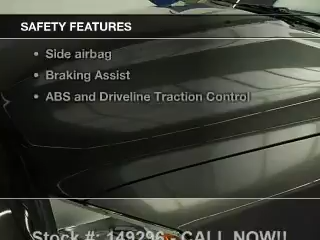 SAFETY FEATURES
• Side airbag
• Braking Assist
• ABS and Driveline Traction Control
Stock #: 149296 CALL NOW!!